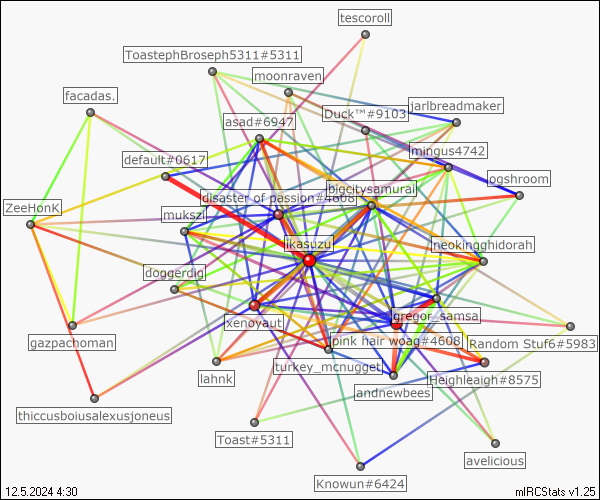 tescoroll
ToastephBroseph5311#5311
moonraven
facadas.
Duck™#9103
jarlbreadmaker
asad#6947
mingus4742
default#0617
bigcitysamurai
ogshroom
disaster of passion#4668
ZeeHonK
mukszi
ikasuzu
neokingghidorah
doggerdig
gregor_samsa
xenoyaut
gazpachoman
pink hair woag#4608
Random Stuf6#5983
lahnk
turkey_mcnugget
Heighleaigh#8575
andnewbees
thiccusboiusalexusjoneus
Toast#5311
avelicious
Knowun#6424
12.5.2024 4:30
mIRCStats v1.25